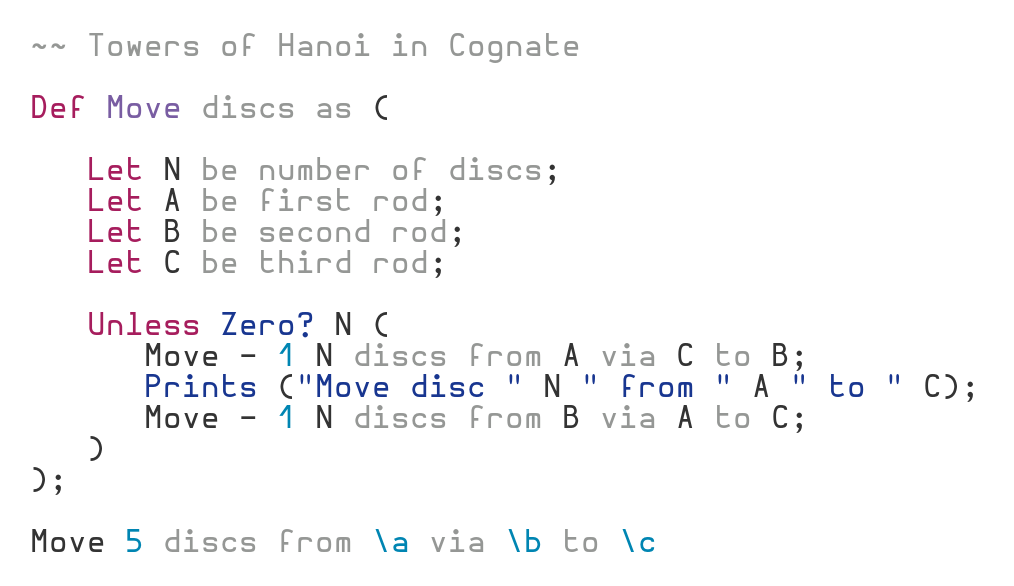 ~~ Towers of Hanoi in Cognate
Def Move discs as (
Let N be number of discs;
Let A be first rod;
Let B be second rod;
Let C be third rod;
Unless Zero? N (
Move - 1 N discs from A via C to B;
Prints ("Move disc " N " from " A " to " C);
Move - 1 N discs from B via A to C;
)
);
Move 5 discs from \a via \b to \c